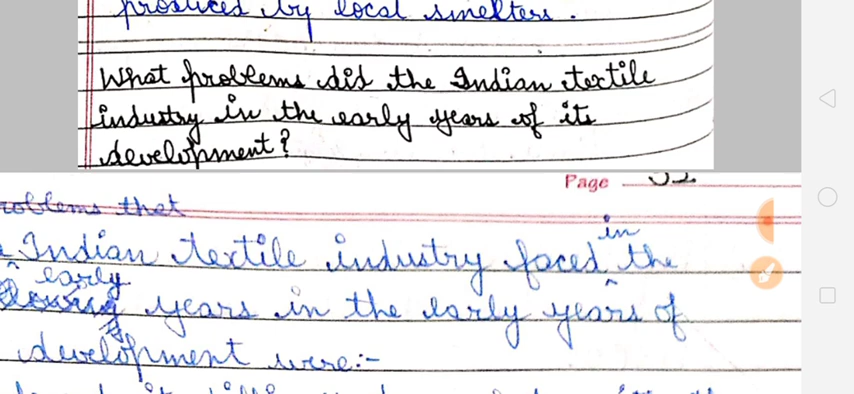 produced by local smelters.
What problems did the Indian textile
industry in the early years of its
development?
Page 02
roblems that
Indian textile industry faced in the
early
years in the early years of
development were:-